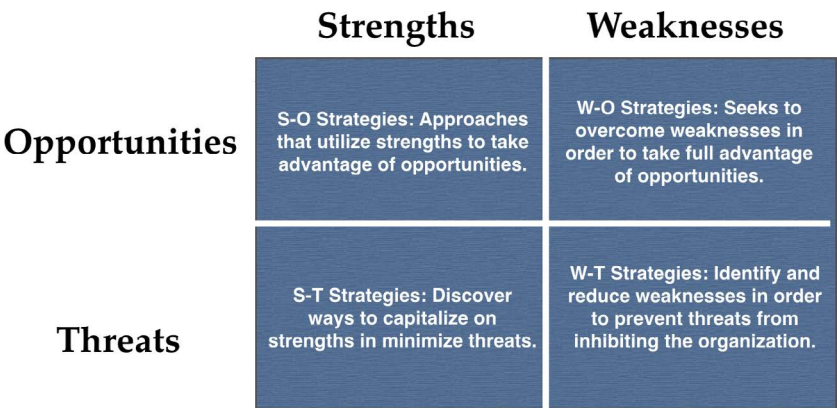 Strengths
Weaknesses
Opportunities
S-O Strategies: Approaches
that utilize strengths to take
advantage of opportunities.
W-O Strategies: Seeks to
overcome weaknesses in
order to take full advantage
of opportunities.
Threats
S-T Strategies: Discover
ways to capitalize on
strengths in minimize threats.
W-T Strategies: Identify and
reduce weaknesses in order
to prevent threats from
inhibiting the organization.